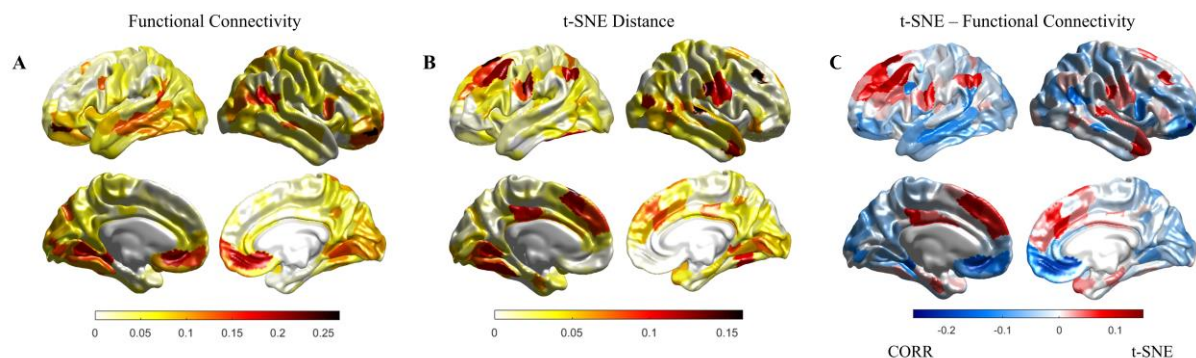 Functional Connectivity
t-SNE Distance
t-SNE – Functional Connectivity
A
B
C
0 0.05 0.1 0.15 0.2 0.25
0 0.05 0.1 0.15
-0.2 -0.1 0 0.1
CORR t-SNE